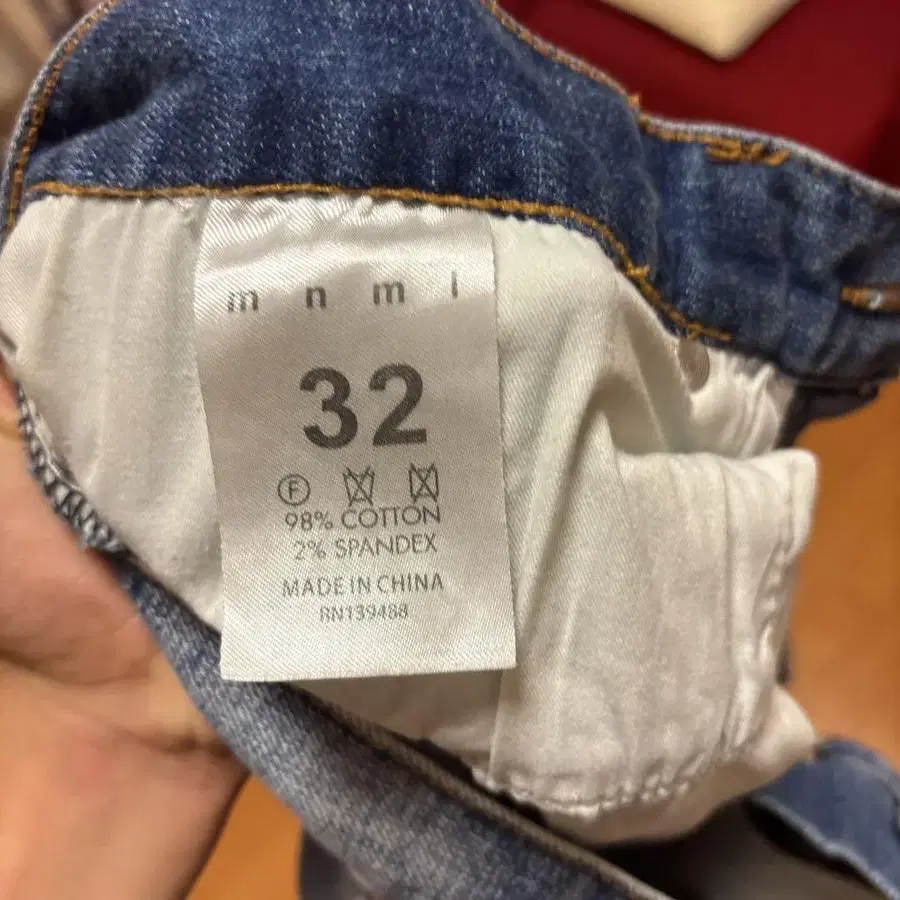 m n m l
32
F
98% COTTON
2% SPANDEX
MADE IN CHINA
RN139488